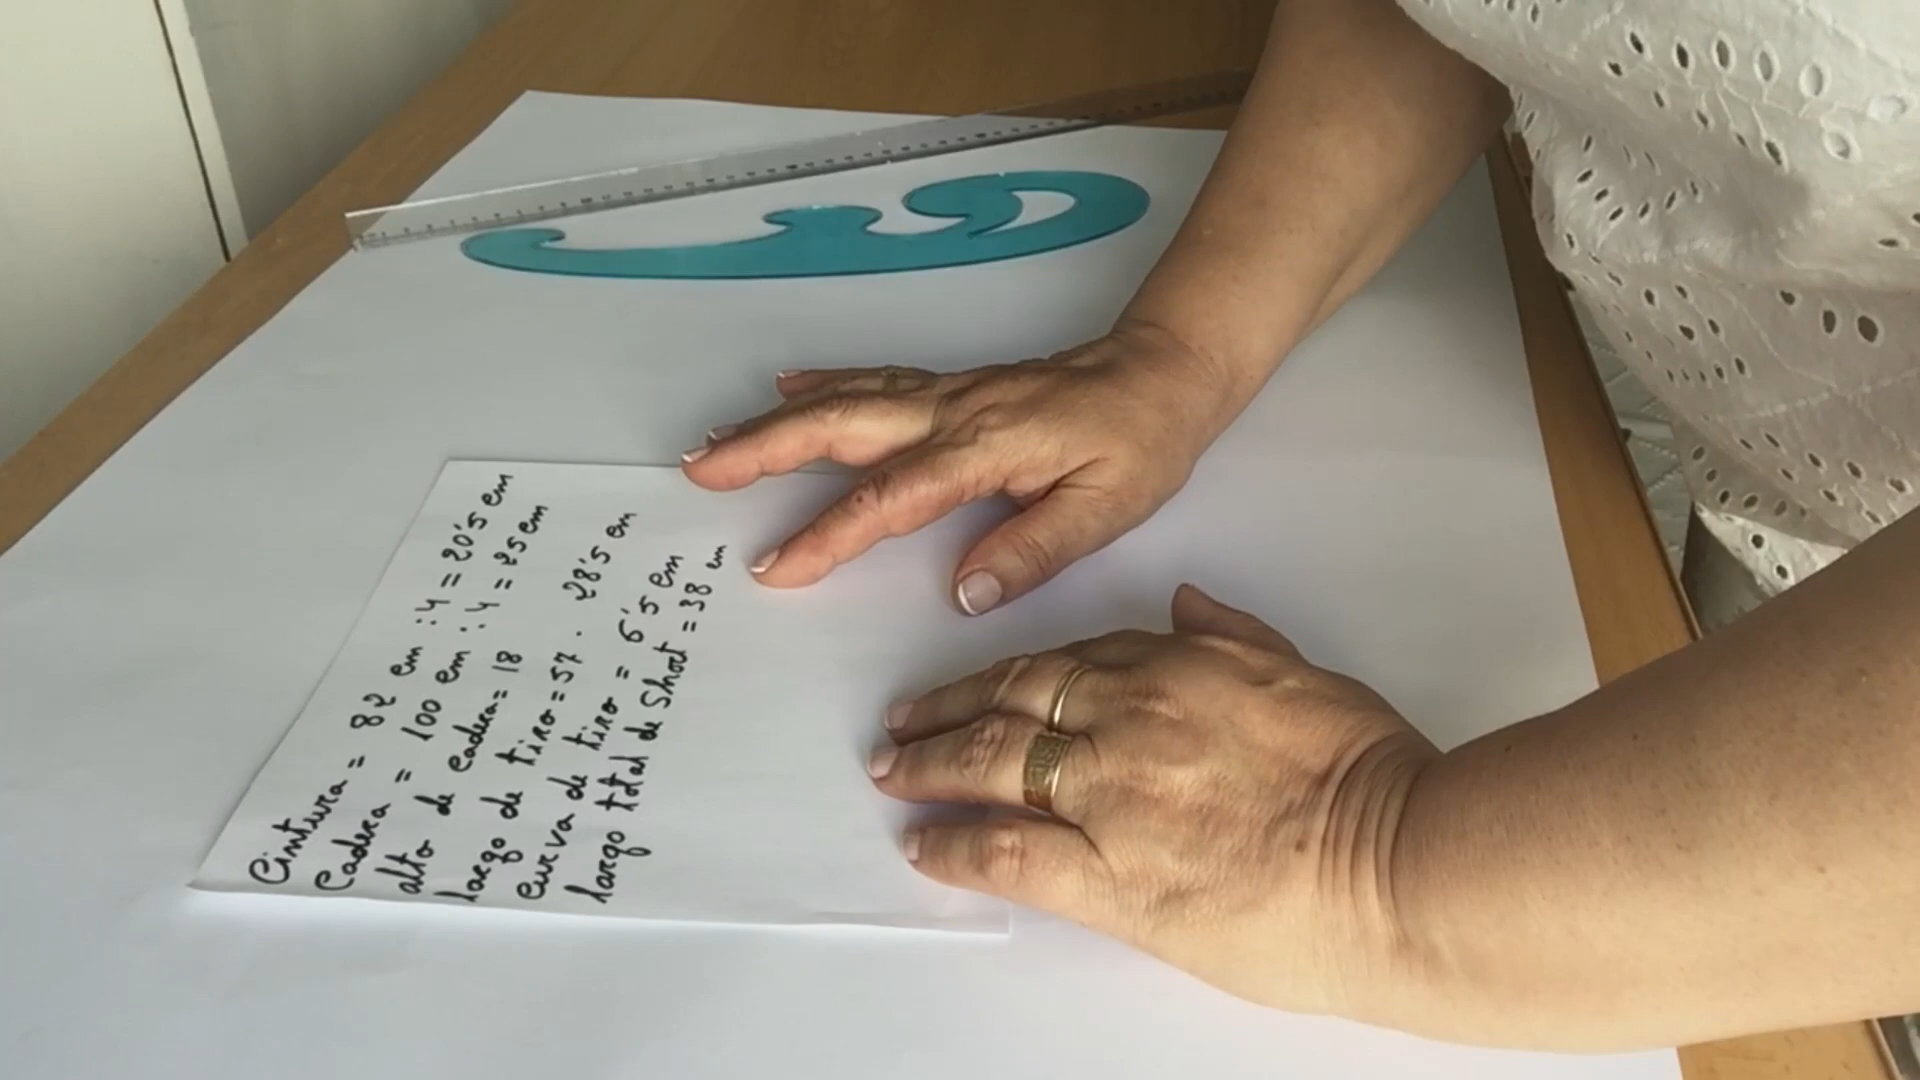 Cintura = 82 cm : 4 = 20'5 cm
Cadera = 100 cm : 4 = 25 cm
alto de cadera = 18
largo de tiro = 57 . 28'5 cm
curva de tiro = 6'5 cm
largo total de short = 38 cm